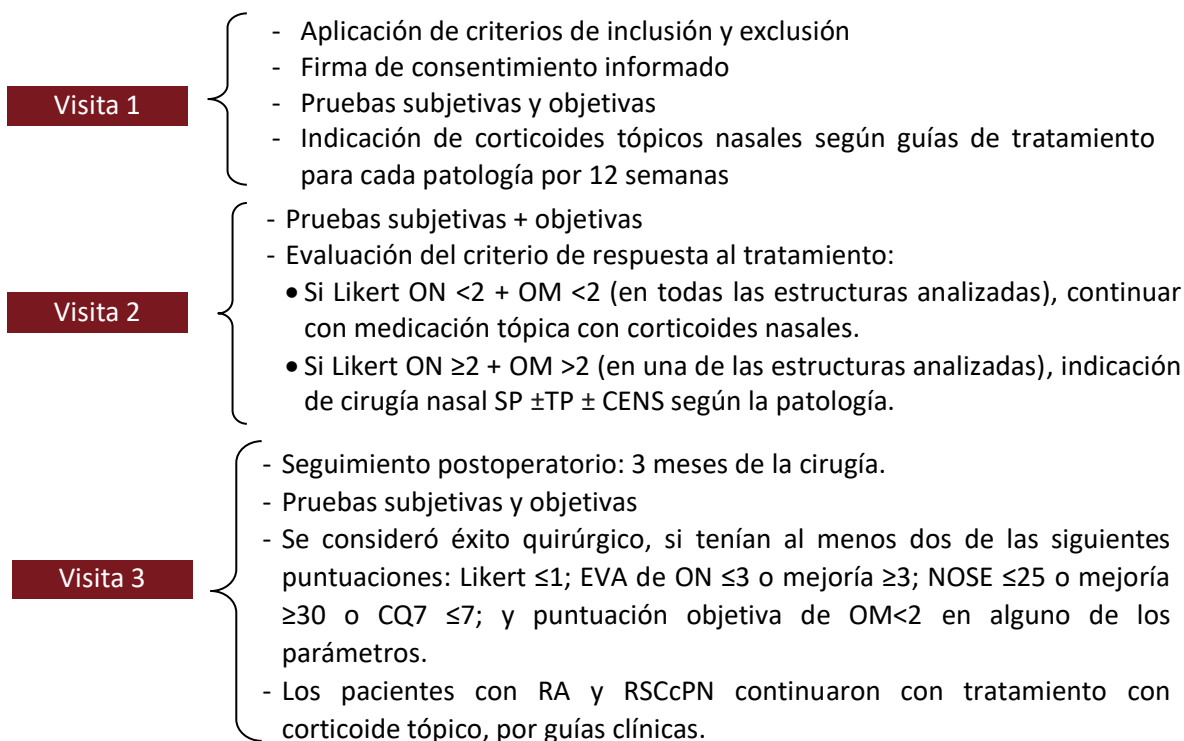 Visita 1
- Aplicación de criterios de inclusión y exclusión
- Firma de consentimiento informado
- Pruebas subjetivas y objetivas
- Indicación de corticoides tópicos nasales según guías de tratamiento
para cada patología por 12 semanas
Visita 2
- Pruebas subjetivas + objetivas
- Evaluación del criterio de respuesta al tratamiento:
• Si Likert ON <2 + OM <2 (en todas las estructuras analizadas), continuar
con medicación tópica con corticoides nasales.
• Si Likert ON ≥2 + OM >2 (en una de las estructuras analizadas), indicación
de cirugía nasal SP ±TP ± CENS según la patología.
Visita 3
- Seguimiento postoperatorio: 3 meses de la cirugía.
- Pruebas subjetivas y objetivas
- Se consideró éxito quirúrgico, si tenían al menos dos de las siguientes
puntuaciones: Likert ≤1; EVA de ON ≤3 o mejoría ≥3; NOSE ≤25 o mejoría
≥30 o CQ7 ≤7; y puntuación objetiva de OM<2 en alguno de los
parámetros.
- Los pacientes con RA y RSCcPN continuaron con tratamiento con
corticoide tópico, por guías clínicas.